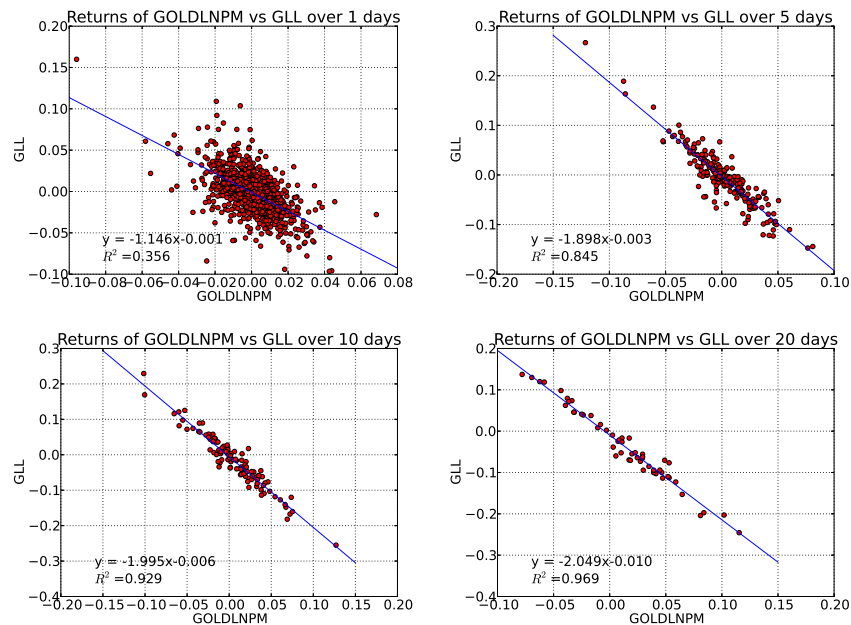 Returns of GOLDLNPM vs GLL over 1 days
0.20
0.15
0.10
0.05
0.00
−0.05
−0.10
GLL
y = -1.146x-0.001
R² =0.356
−0.10 −0.08 −0.06 −0.04 −0.02 0.00 0.02 0.04 0.06 0.08
GOLDLNPM
Returns of GOLDLNPM vs GLL over 5 days
0.3
0.2
0.1
0.0
−0.1
−0.2
GLL
y = -1.898x-0.003
R² =0.845
−0.20 −0.15 −0.10 −0.05 0.00 0.05 0.10
GOLDLNPM
Returns of GOLDLNPM vs GLL over 10 days
0.3
0.2
0.1
0.0
−0.1
−0.2
−0.3
−0.4
GLL
y = -1.995x-0.006
R² =0.929
−0.20 −0.15 −0.10 −0.05 0.00 0.05 0.10 0.15 0.20
GOLDLNPM
Returns of GOLDLNPM vs GLL over 20 days
0.2
0.1
0.0
−0.1
−0.2
−0.3
−0.4
GLL
y = -2.049x-0.010
R² =0.969
−0.10 −0.05 0.00 0.05 0.10 0.15 0.20
GOLDLNPM